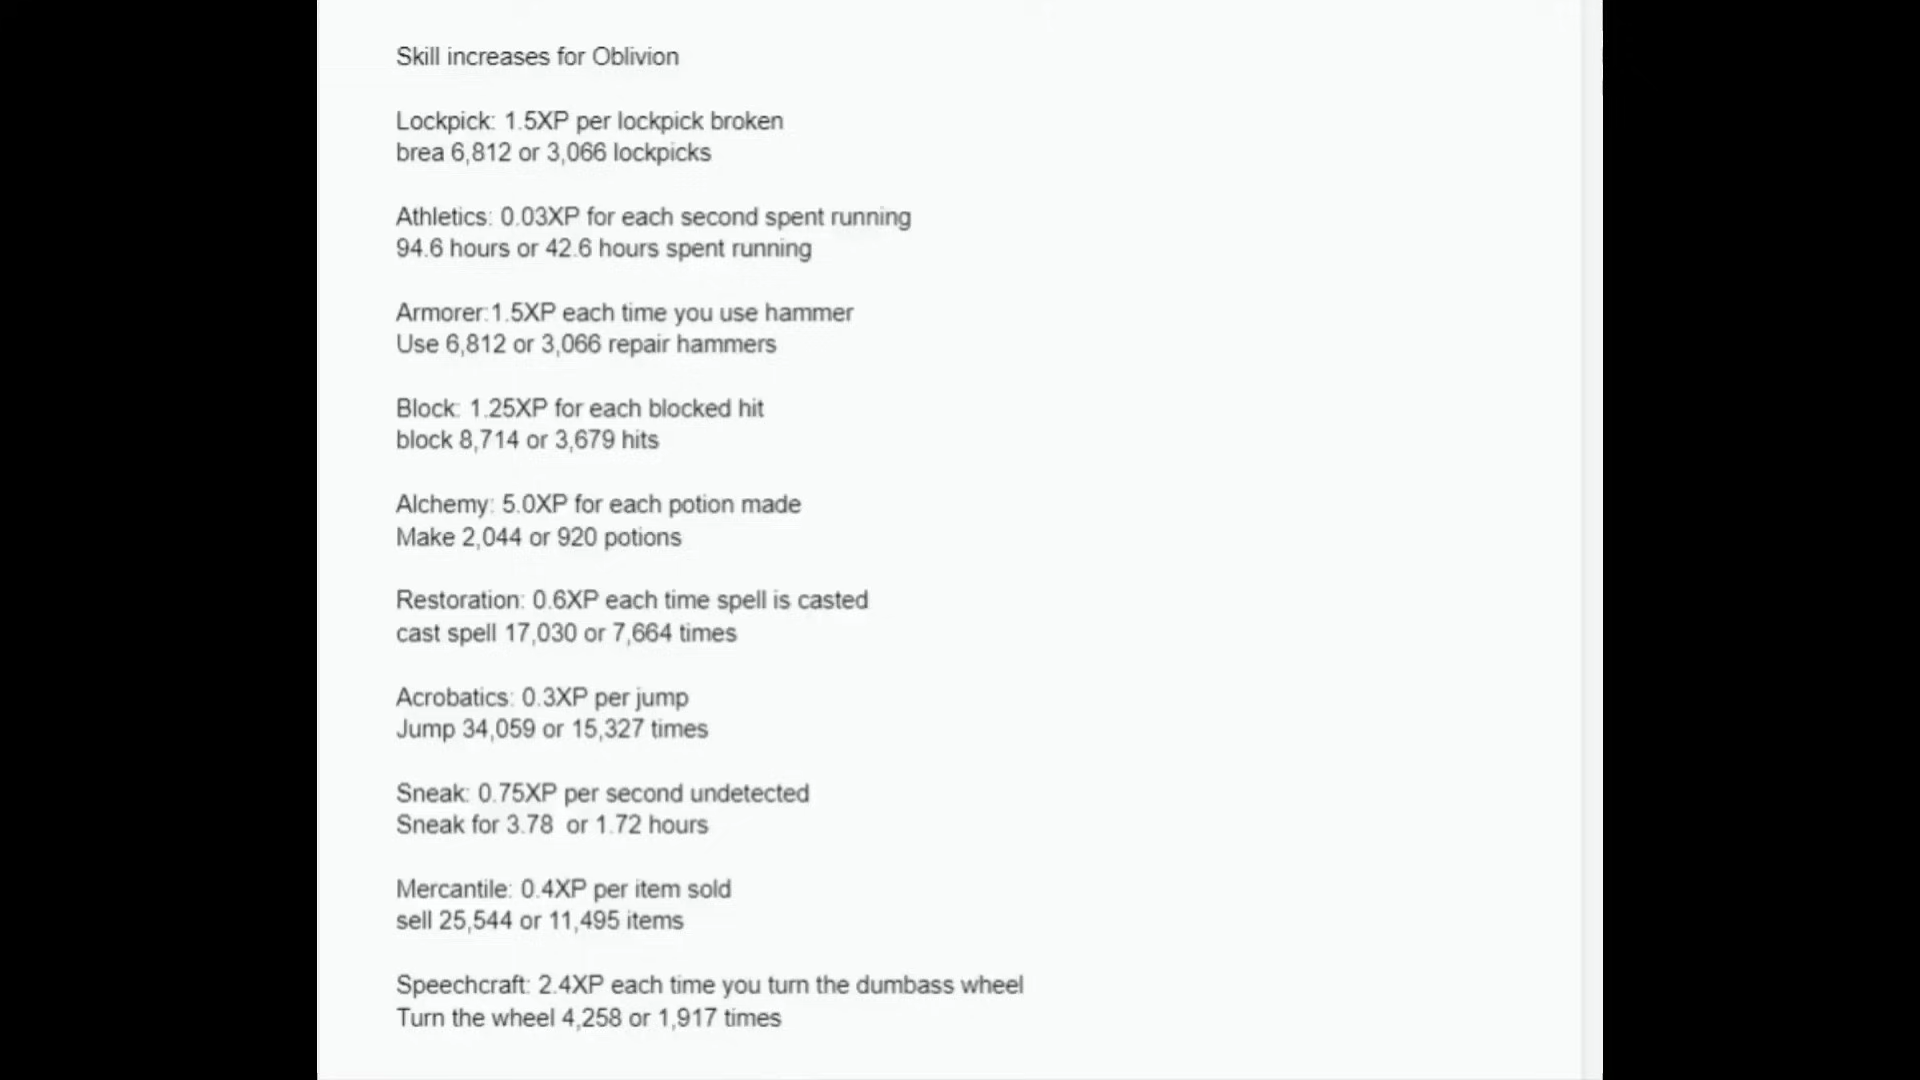 Skill increases for Oblivion
Lockpick: 1.5XP per lockpick broken
brea 6,812 or 3,066 lockpicks
Athletics: 0.03XP for each second spent running
94.6 hours or 42.6 hours spent running
Armorer:1.5XP each time you use hammer
Use 6,812 or 3,066 repair hammers
Block: 1.25XP for each blocked hit
block 8,714 or 3,679 hits
Alchemy: 5.0XP for each potion made
Make 2,044 or 920 potions
Restoration: 0.6XP each time spell is casted
cast spell 17,030 or 7,664 times
Acrobatics: 0.3XP per jump
Jump 34,059 or 15,327 times
Sneak: 0.75XP per second undetected
Sneak for 3.78  or 1.72 hours
Mercantile: 0.4XP per item sold
sell 25,544 or 11,495 items
Speechcraft: 2.4XP each time you turn the dumbass wheel
Turn the wheel 4,258 or 1,917 times